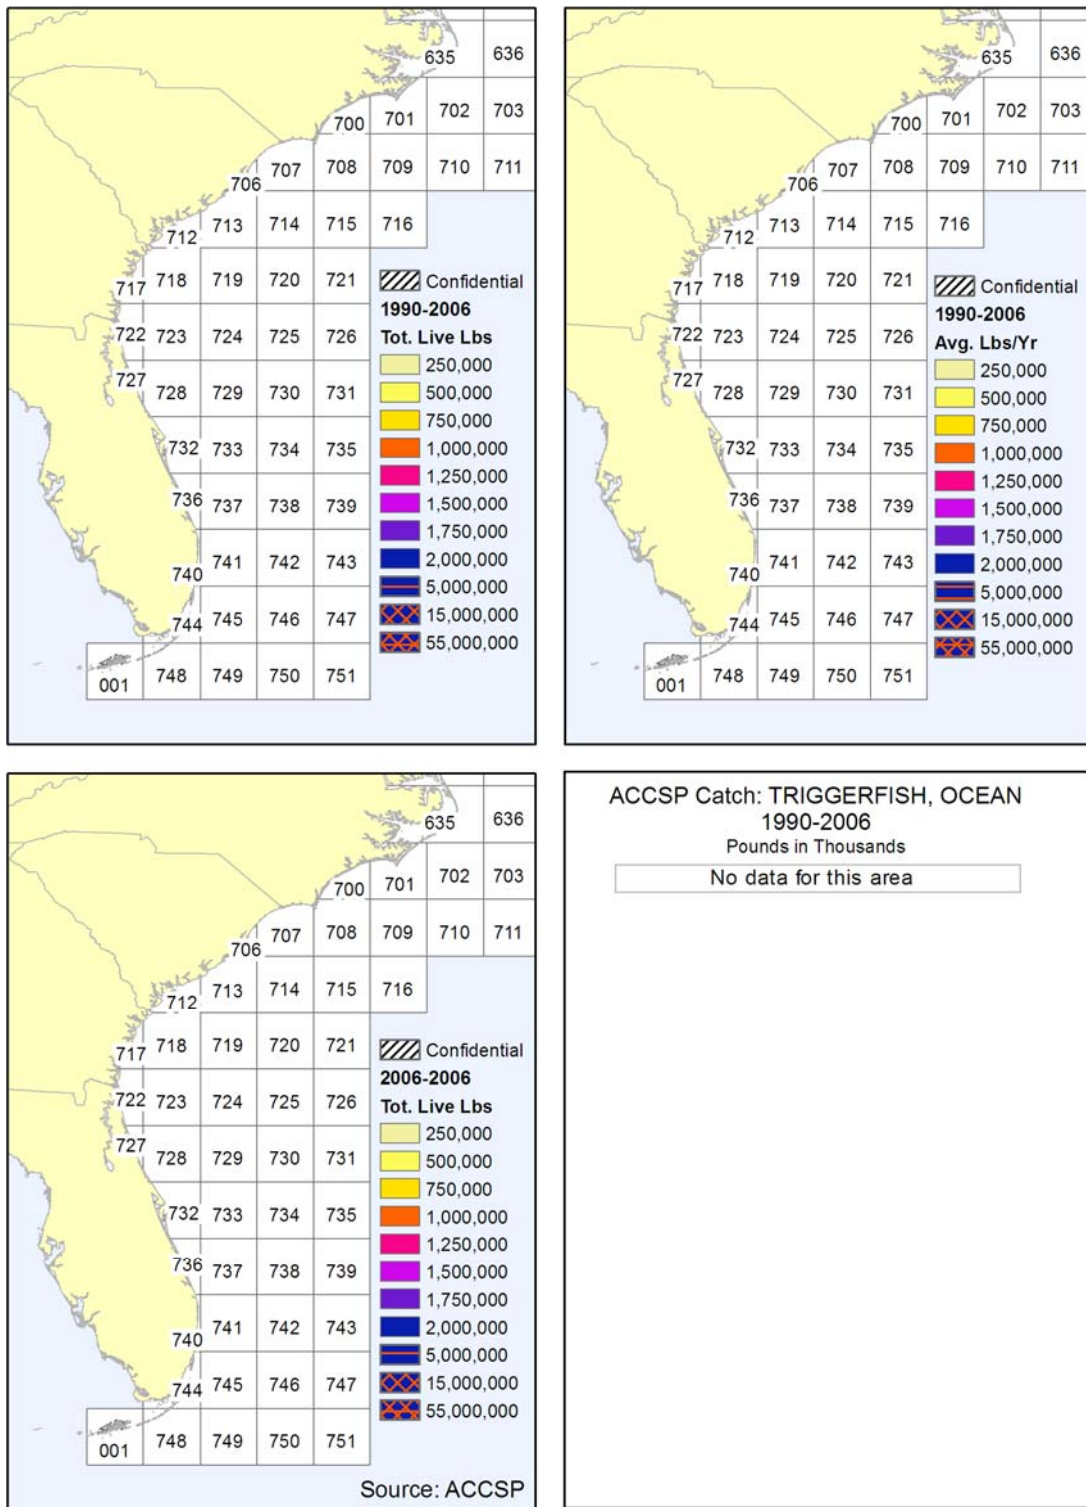 635 636
700 701 702 703
706 707 708 709 710 711
712 713 714 715 716
717 718 719 720 721
722 723 724 725 726
727 728 729 730 731
732 733 734 735
736 737 738 739
740 741 742 743
744 745 746 747
001 748 749 750 751
Confidential
1990-2006
Tot. Live Lbs
250,000
500,000
750,000
1,000,000
1,250,000
1,500,000
1,750,000
2,000,000
5,000,000
15,000,000
55,000,000
635 636
700 701 702 703
706 707 708 709 710 711
712 713 714 715 716
717 718 719 720 721
722 723 724 725 726
727 728 729 730 731
732 733 734 735
736 737 738 739
740 741 742 743
744 745 746 747
001 748 749 750 751
Confidential
1990-2006
Avg. Lbs/Yr
250,000
500,000
750,000
1,000,000
1,250,000
1,500,000
1,750,000
2,000,000
5,000,000
15,000,000
55,000,000
635 636
700 701 702 703
706 707 708 709 710 711
712 713 714 715 716
717 718 719 720 721
722 723 724 725 726
727 728 729 730 731
732 733 734 735
736 737 738 739
740 741 742 743
744 745 746 747
001 748 749 750 751
Confidential
2006-2006
Tot. Live Lbs
250,000
500,000
750,000
1,000,000
1,250,000
1,500,000
1,750,000
2,000,000
5,000,000
15,000,000
55,000,000
Source: ACCSP
ACCSP Catch: TRIGGERFISH, OCEAN
1990-2006
Pounds in Thousands
No data for this area